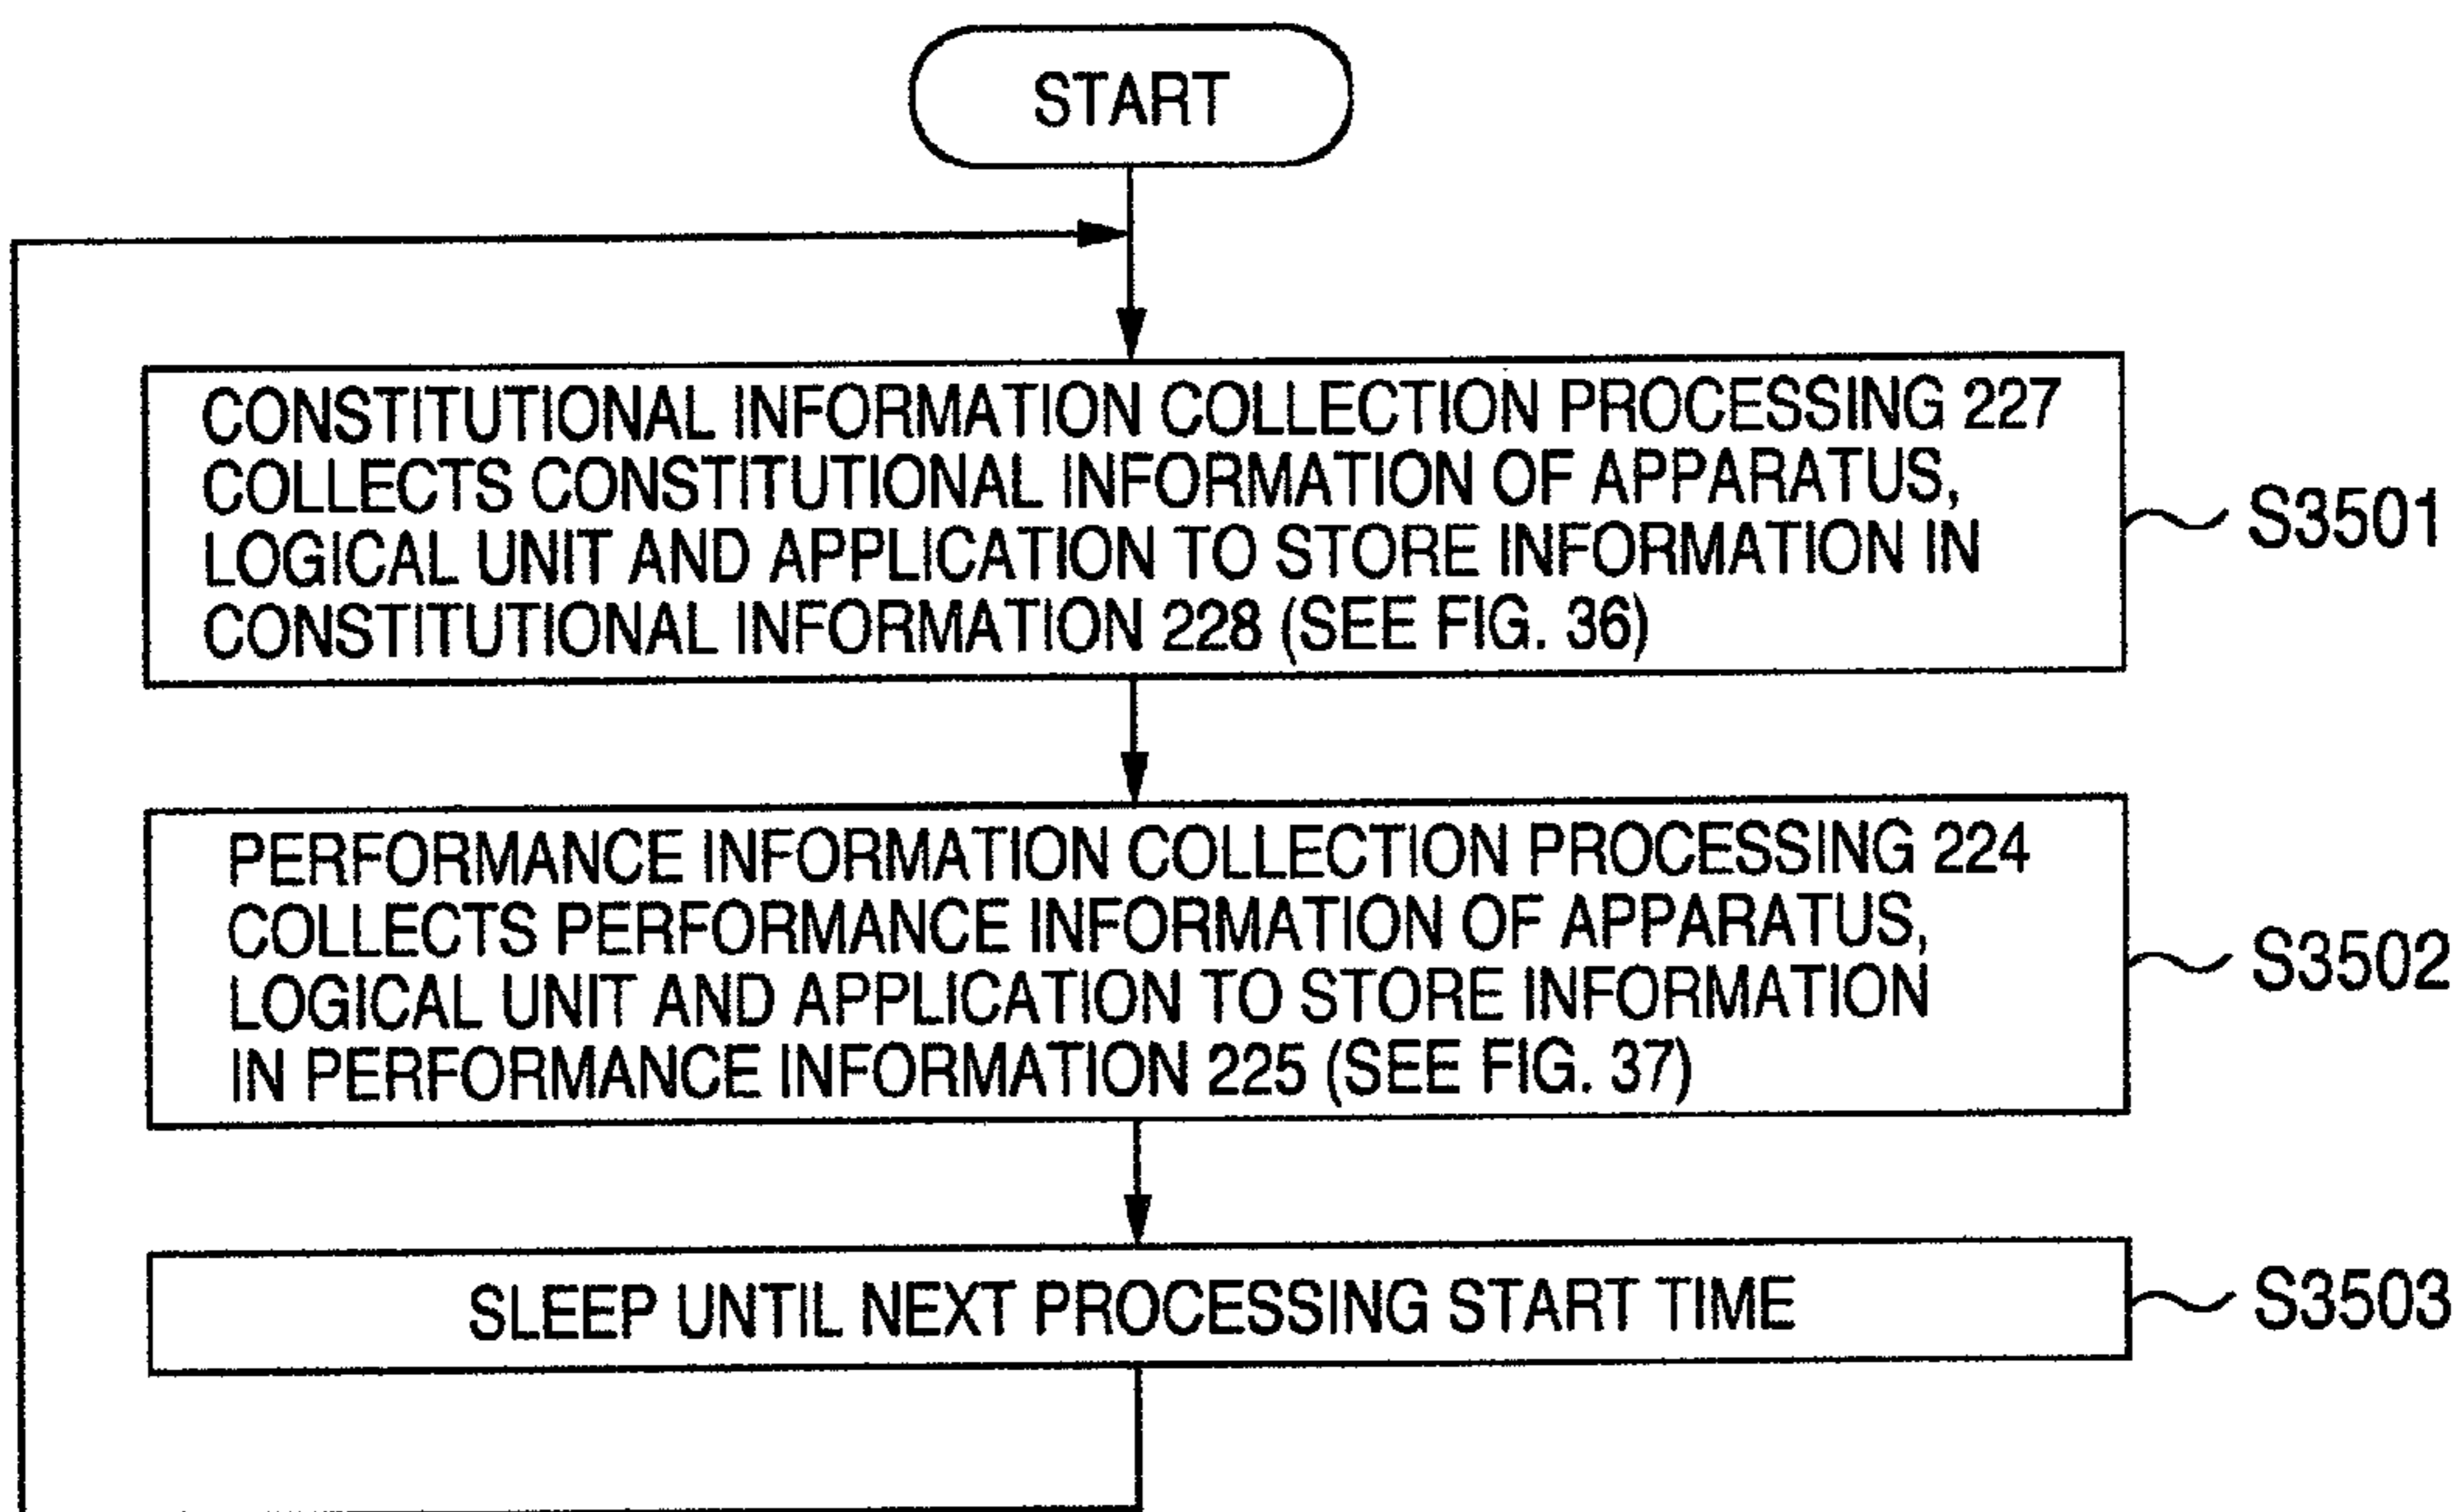 START
CONSTITUTIONAL INFORMATION COLLECTION PROCESSING 227
COLLECTS CONSTITUTIONAL INFORMATION OF APPARATUS,
LOGICAL UNIT AND APPLICATION TO STORE INFORMATION IN
CONSTITUTIONAL INFORMATION 228 (SEE FIG. 36)
S3501
PERFORMANCE INFORMATION COLLECTION PROCESSING 224
COLLECTS PERFORMANCE INFORMATION OF APPARATUS,
LOGICAL UNIT AND APPLICATION TO STORE INFORMATION
IN PERFORMANCE INFORMATION 225 (SEE FIG. 37)
S3502
SLEEP UNTIL NEXT PROCESSING START TIME
S3503